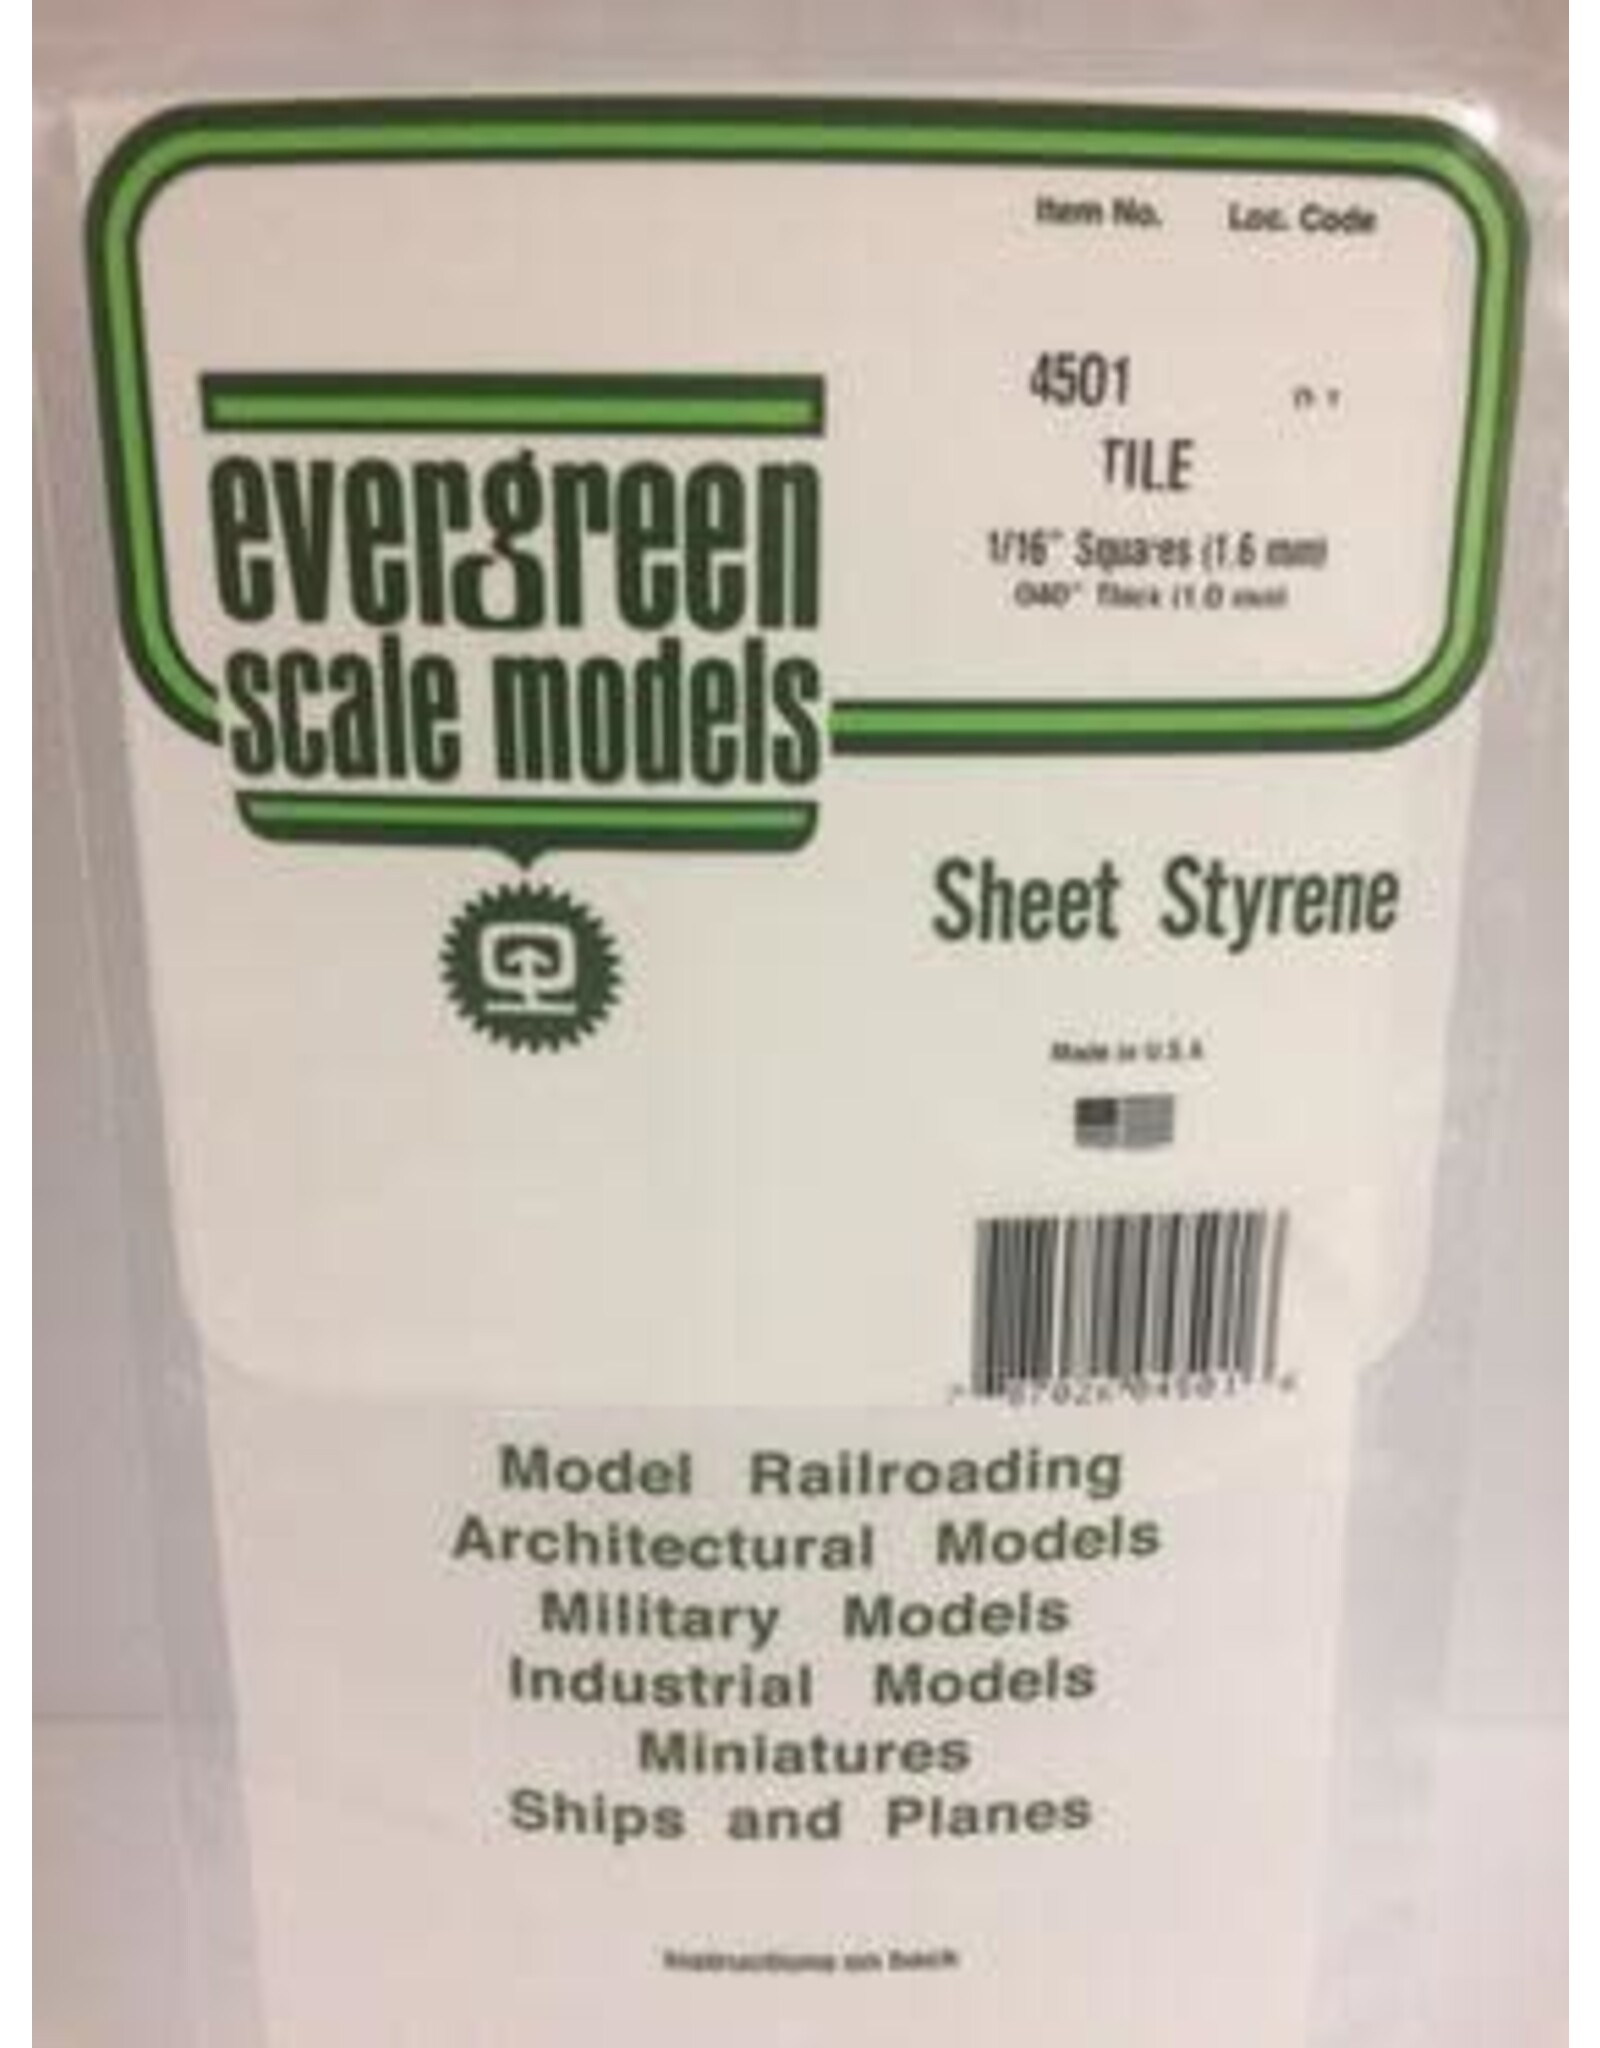 Item No. Loc. Code
4501
TILE
1/16" Squares (1.6 mm)
.040" Thick (1.0 mm)
evergreen
scale models
Sheet Styrene
Made in U.S.A.
Model Railroading
Architectural Models
Military Models
Industrial Models
Miniatures
Ships and Planes
Instructions on back